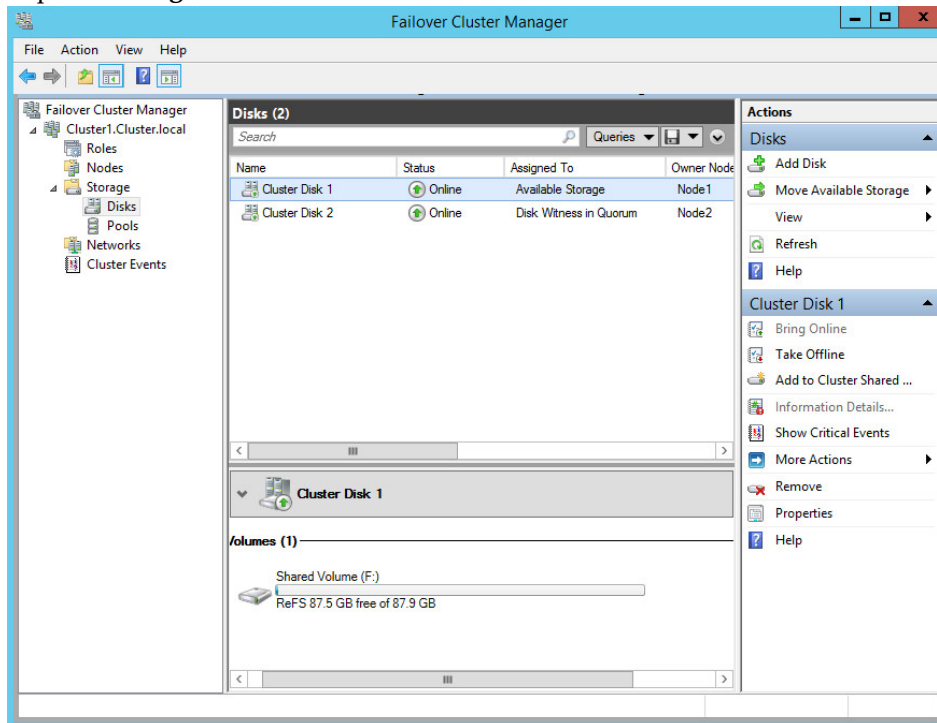 Failover Cluster Manager
File Action View Help
Failover Cluster Manager
Cluster1.Cluster.local
Roles
Nodes
Storage
Disks
Pools
Networks
Cluster Events
Disks (2)
Search
Queries
Name Status Assigned To Owner Node
Cluster Disk 1 Online Available Storage Node1
Cluster Disk 2 Online Disk Witness in Quorum Node2
Cluster Disk 1
Volumes (1)
Shared Volume (F:)
ReFS 87.5 GB free of 87.9 GB
Actions
Disks
Add Disk
Move Available Storage
View
Refresh
Help
Cluster Disk 1
Bring Online
Take Offline
Add to Cluster Shared ...
Information Details...
Show Critical Events
More Actions
Remove
Properties
Help